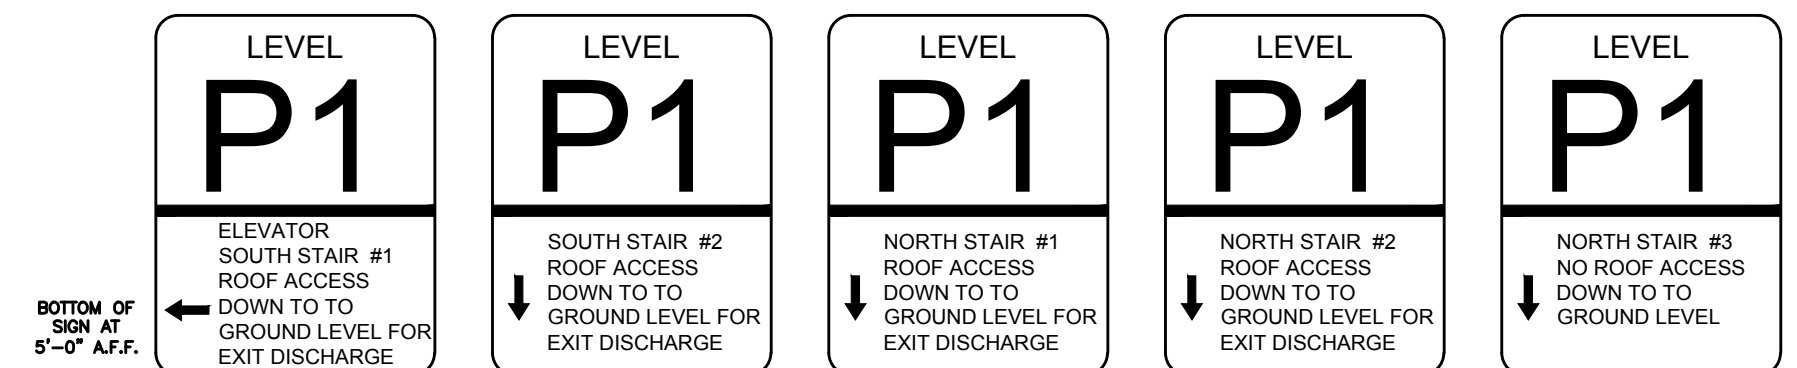 LEVEL
P1
ELEVATOR
SOUTH STAIR #1
ROOF ACCESS
DOWN TO TO
GROUND LEVEL FOR
EXIT DISCHARGE
BOTTOM OF
SIGN AT
5'-0" A.F.F.
LEVEL
P1
SOUTH STAIR #2
ROOF ACCESS
DOWN TO TO
GROUND LEVEL FOR
EXIT DISCHARGE
LEVEL
P1
NORTH STAIR #1
ROOF ACCESS
DOWN TO TO
GROUND LEVEL FOR
EXIT DISCHARGE
LEVEL
P1
NORTH STAIR #2
ROOF ACCESS
DOWN TO TO
GROUND LEVEL FOR
EXIT DISCHARGE
LEVEL
P1
NORTH STAIR #3
NO ROOF ACCESS
DOWN TO TO
GROUND LEVEL